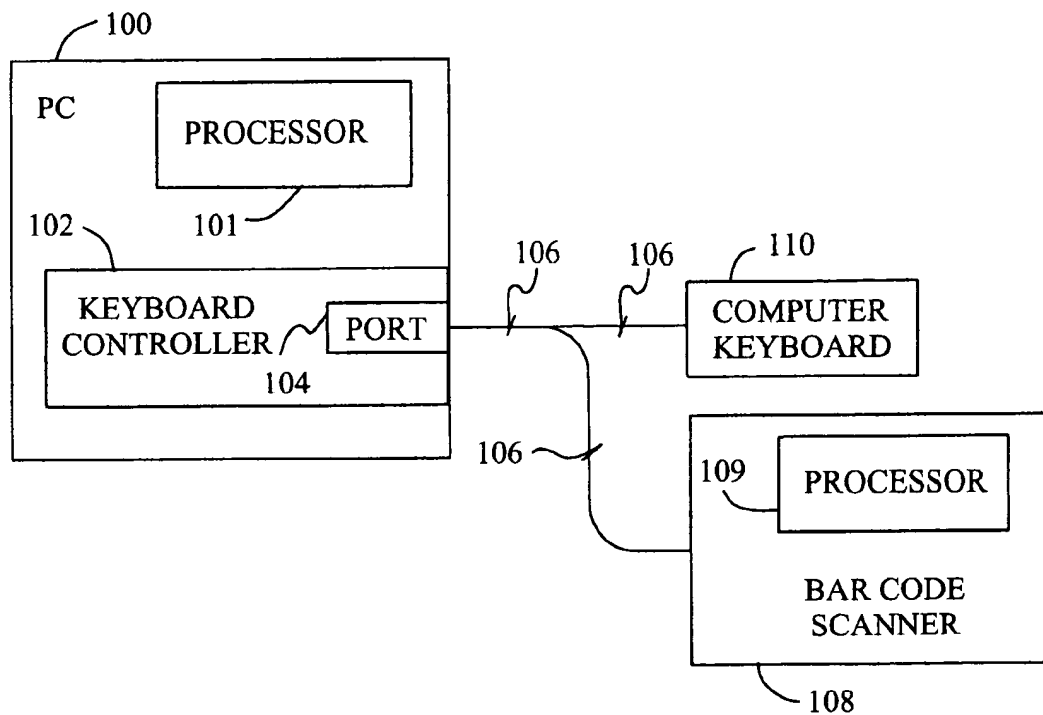 100
PC
PROCESSOR
101
102
KEYBOARD
CONTROLLER
PORT
104
106
106
110
COMPUTER
KEYBOARD
106
109
PROCESSOR
BAR CODE
SCANNER
108